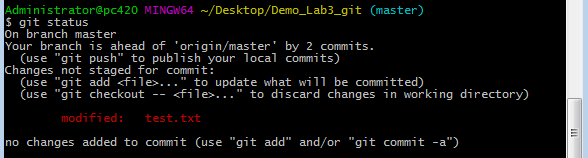 Administrator@pc420 MINGW64 ~/Desktop/Demo_Lab3_git (master)
$ git status
On branch master
Your branch is ahead of 'origin/master' by 2 commits.
  (use "git push" to publish your local commits)
Changes not staged for commit:
  (use "git add <file>..." to update what will be committed)
  (use "git checkout -- <file>..." to discard changes in working directory)
        modified:   test.txt
no changes added to commit (use "git add" and/or "git commit -a")